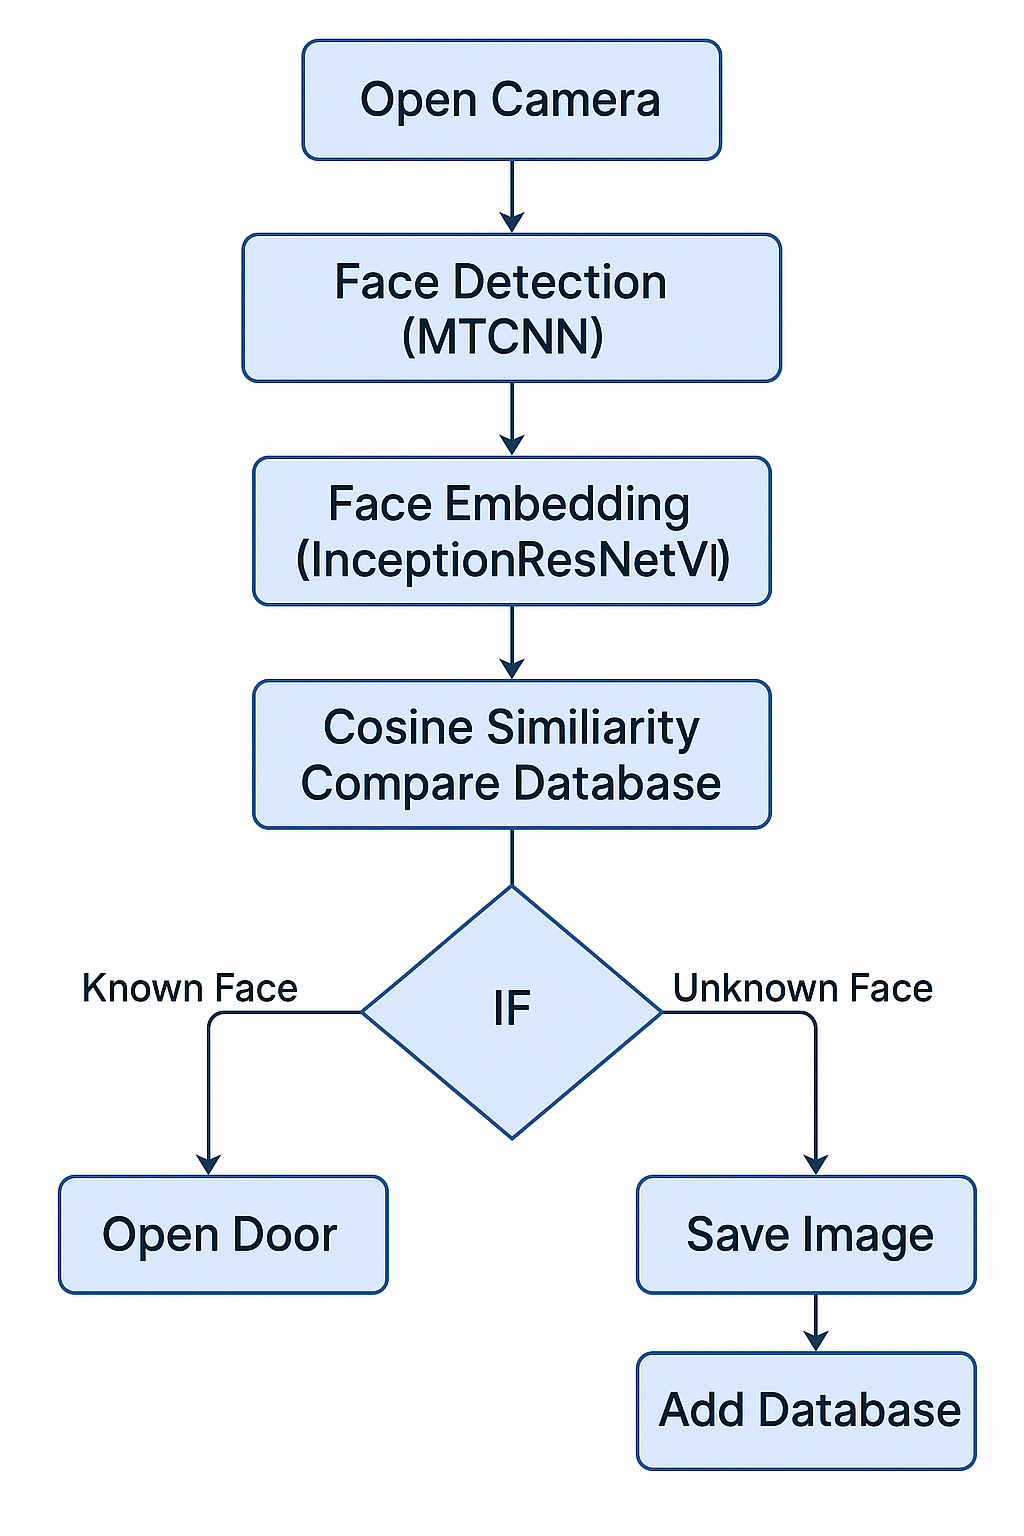 Open Camera
Face Detection
(MTCNN)
Face Embedding
(InceptionResNetVI)
Cosine Similiarity
Compare Database
Known Face
IF
Unknown Face
Open Door
Save Image
Add Database